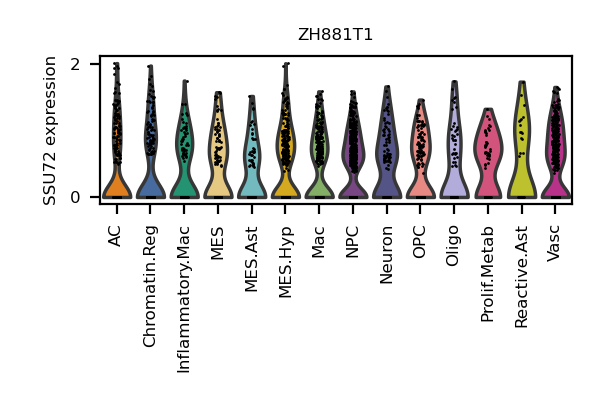 ZH881T1
SSU72 expression
2
0
AC
Chromatin.Reg
Inflammatory.Mac
MES
MES.Ast
MES.Hyp
Mac
NPC
Neuron
OPC
Oligo
Prolif.Metab
Reactive.Ast
Vasc